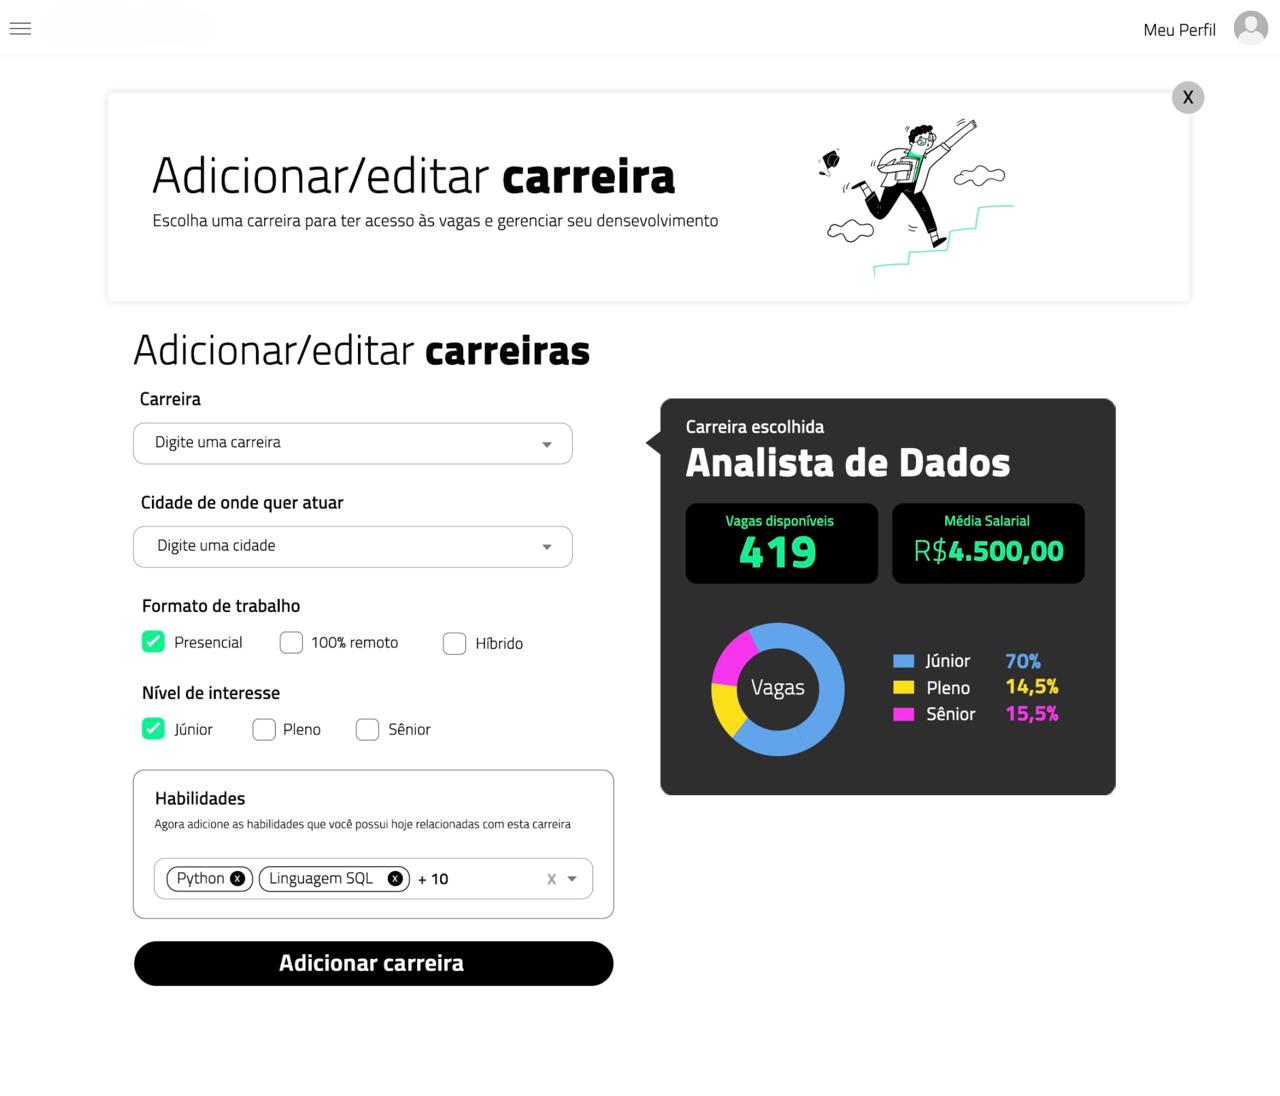 Meu Perfil
X
Adicionar/editar carreira
Escolha uma carreira para ter acesso às vagas e gerenciar seu densevolvimento
Adicionar/editar carreiras
Carreira
Digite uma carreira
Cidade de onde quer atuar
Digite uma cidade
Formato de trabalho
Presencial
100% remoto
Híbrido
Nível de interesse
Júnior
Pleno
Sênior
Habilidades
Agora adicione as habilidades que você possui hoje relacionadas com esta carreira
Python x Linguagem SQL x + 10 X
Adicionar carreira
Carreira escolhida
Analista de Dados
Vagas disponíveis
419
Média Salarial
R$4.500,00
Vagas
Júnior 70%
Pleno 14,5%
Sênior 15,5%